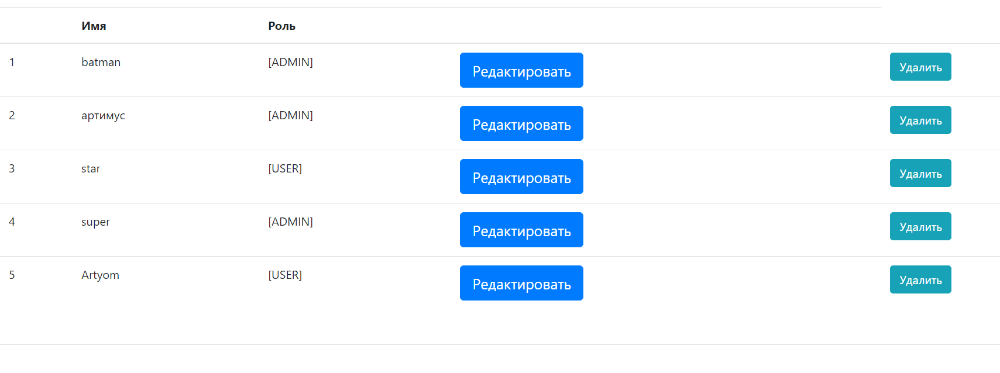 Имя Роль
1 batman [ADMIN] Редактировать Удалить
2 артимус [ADMIN] Редактировать Удалить
3 star [USER] Редактировать Удалить
4 super [ADMIN] Редактировать Удалить
5 Artyom [USER] Редактировать Удалить